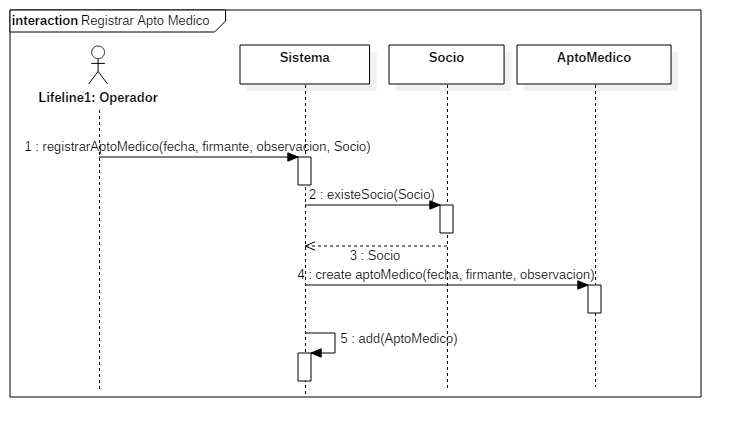 interaction Registrar Apto Medico
Sistema
Socio
AptoMedico
Lifeline1: Operador
1 : registrarAptoMedico(fecha, firmante, observacion, Socio)
2 : existeSocio(Socio)
3 : Socio
4 : create aptoMedico(fecha, firmante, observacion)
5 : add(AptoMedico)